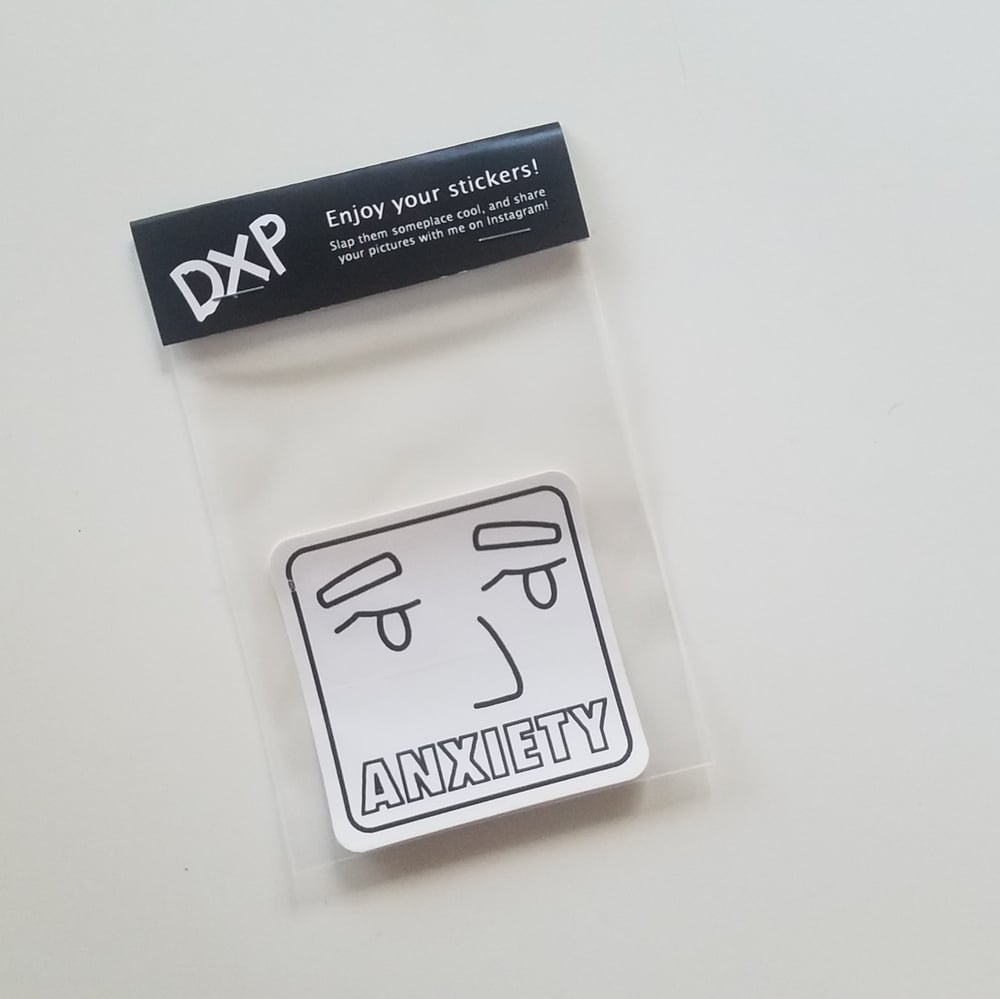 DXP
Enjoy your stickers!
Slap them someplace cool, and share
your pictures with me on Instagram!
ANXIETY